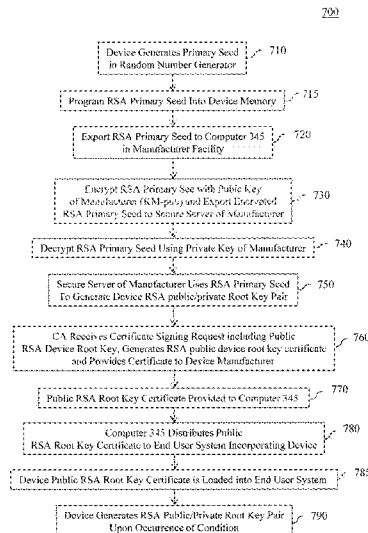 700
Device Generates Primary Seed
in Random Number Generator
710
Program RSA Primary Seed Into Device Memory
715
Export RSA Primary Seed to Computer 345
in Manufacturer Facility
720
Encrypt RSA Primary See with Public Key
of Manufacturer (KM-pub) and Export Encrypted
RSA Primary Seed to Secure Server of Manufacturer
730
Decrypt RSA Primary Seed Using Private Key of Manufacturer
740
Secure Server of Manufacturer Uses RSA Primary Seed
To Generate Device RSA public/private Root Key Pair
750
CA Receives Certificate Signing Request including Public
RSA Device Root Key, Generates RSA public device root key certificate
and Provides Certificate to Device Manufacturer
760
Public RSA Root Key Certificate Provided to Computer 345
770
Computer 345 Distributes Public
RSA Root Key Certificate to End User System Incorporating Device
780
Device Public RSA Root Key Certificate is Loaded into End User System
785
Device Generates RSA Public/Private Root Key Pair
Upon Occurrence of Condition
790